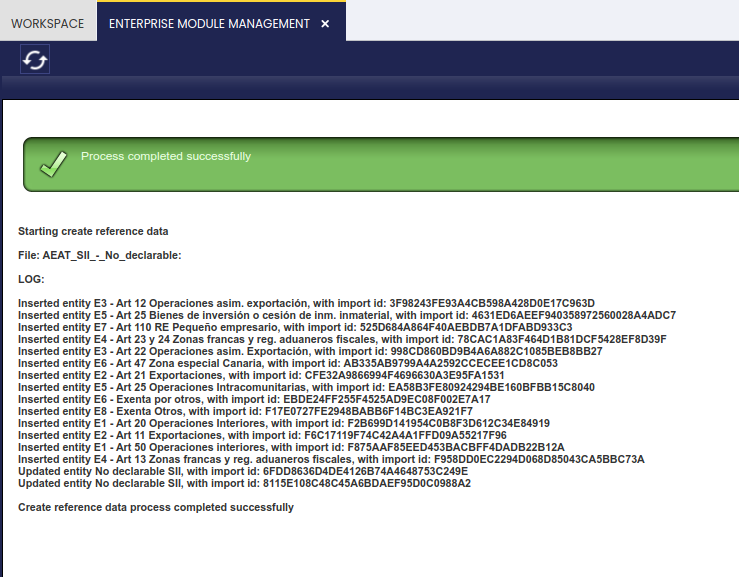 WORKSPACE
ENTERPRISE MODULE MANAGEMENT ×
Process completed successfully
Starting create reference data
File: AEAT_SII_-_No_declarable:
LOG:
Inserted entity E3 - Art 12 Operaciones asim. exportación, with import id: 3F98243FE93A4CB598A428D0E17C963D
Inserted entity E5 - Art 25 Bienes de inversión o cesión de inm. inmaterial, with import id: 4631ED6AEEF940358972560028A4ADC7
Inserted entity E7 - Art 110 RE Pequeño empresario, with import id: 525D684A864F40AEBDB7A1DFABD933C3
Inserted entity E4 - Art 23 y 24 Zonas francas y reg. aduaneros fiscales, with import id: 78CAC1A83F464D1B81DCF5428EF8D39F
Inserted entity E3 - Art 22 Operaciones asim. Exportación, with import id: 998CD860BD9B4A6A882C1085BEB8BB27
Inserted entity E6 - Art 47 Zona especial Canaria, with import id: AB335AB9799A4A2592CCECEE1CD8C053
Inserted entity E2 - Art 21 Exportaciones, with import id: CFE32A9866994F4696630A3E95FA1531
Inserted entity E5 - Art 25 Operaciones Intracomunitarias, with import id: EA58B3FE80924294BE160BFBB15C8040
Inserted entity E6 - Exenta por otros, with import id: EBDE24FF255F4525AD9EC08F002E7A17
Inserted entity E8 - Exenta Otros, with import id: F17E0727FE2948BABB6F14BC3EA921F7
Inserted entity E1 - Art 20 Operaciones Interiores, with import id: F2B699D141954C0B8F3D612C34E84919
Inserted entity E2 - Art 11 Exportaciones, with import id: F6C17119F74C42A4A1FFD09A55217F96
Inserted entity E1 - Art 50 Operaciones interiores, with import id: F875AAF85EED453BACBFF4DADB22B12A
Inserted entity E4 - Art 13 Zonas francas y reg. aduaneros fiscales, with import id: F958DD0EC2294D068D85043CA5BBC73A
Updated entity No declarable SII, with import id: 6FDD8636D4DE4126B74A4648753C249E
Updated entity No declarable SII, with import id: 8115E108C48C45A6BDAEF95D0C0988A2
Create reference data process completed successfully